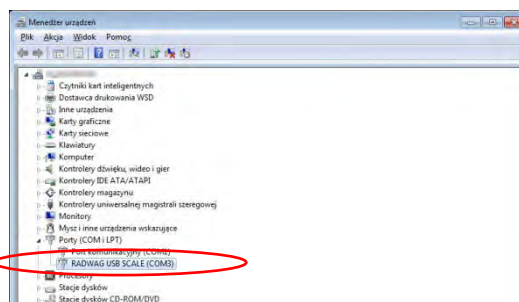 Menedżer urządzeń
Plik Akcja Widok Pomoc
Czytniki kart inteligentnych
Dostawca drukowania WSD
Inne urządzenia
Karty graficzne
Karty sieciowe
Klawiatury
Komputer
Kontrolery dźwięku, wideo i gier
Kontrolery IDE ATA/ATAPI
Kontrolery magazynu
Kontrolery uniwersalnej magistrali szeregowej
Monitory
Mysz i inne urządzenia wskazujące
Porty (COM i LPT)
Port komunikacyjny (COM2)
RADWAG USB SCALE (COM3)
Procesory
Stacje dysków
Stacje dysków CD-ROM/DVD